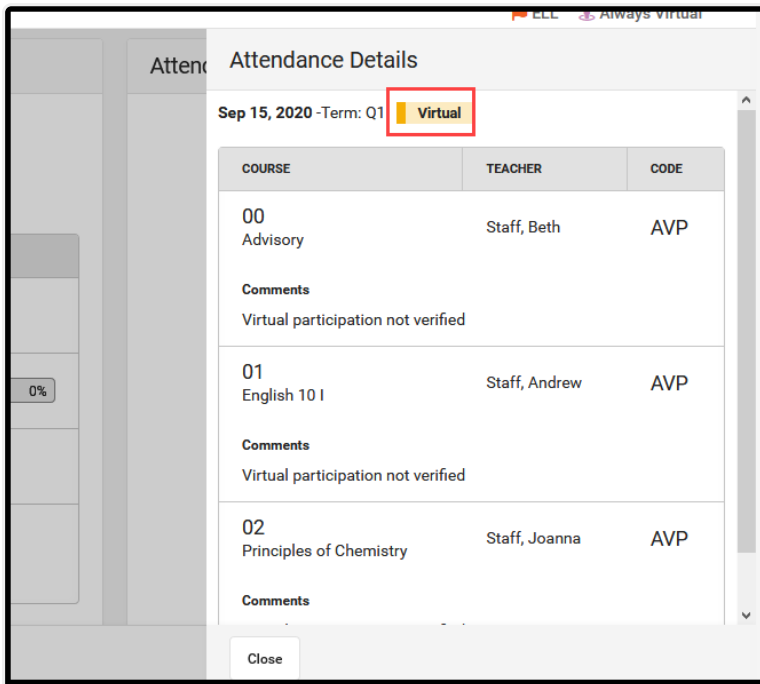 ELL Always Virtual
Attendance Details
Sep 15, 2020 -Term: Q1 Virtual
COURSE TEACHER CODE
00
Advisory
Staff, Beth
AVP
Comments
Virtual participation not verified
01
English 10 I
Staff, Andrew
AVP
Comments
Virtual participation not verified
0%
02
Principles of Chemistry
Staff, Joanna
AVP
Comments
Close